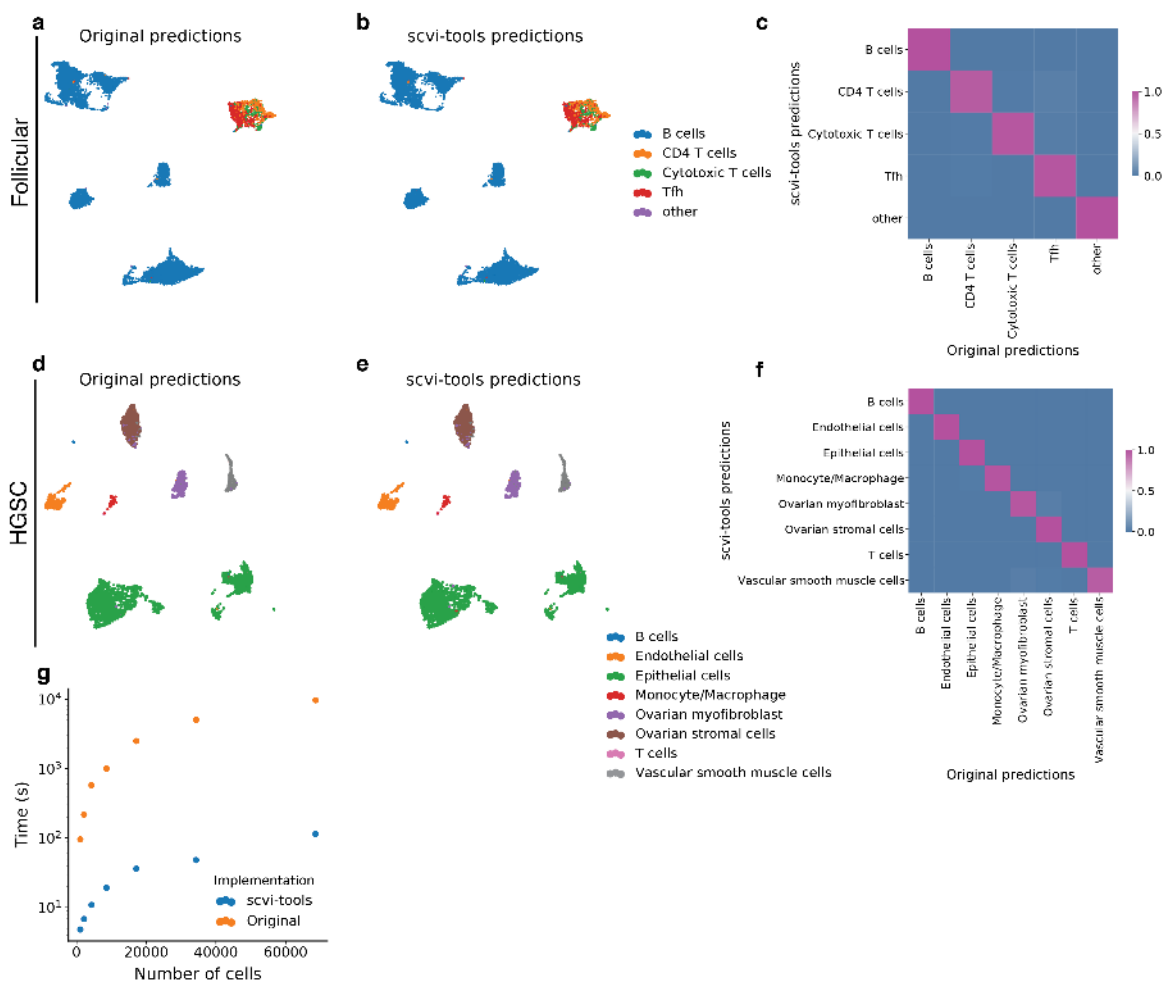 a
Original predictions
b
scvi-tools predictions
c
Follicular
B cells
CD4 T cells
Cytotoxic T cells
Tfh
other
scvi-tools predictions
B cells
CD4 T cells
Cytotoxic T cells
Tfh
other
1.0
0.5
0.0
B cells
CD4 T cells
Cytotoxic T cells
Tfh
other
Original predictions
d
Original predictions
e
scvi-tools predictions
f
HGSC
scvi-tools predictions
B cells
Endothelial cells
Epithelial cells
Monocyte/Macrophage
Ovarian myofibroblast
Ovarian stromal cells
T cells
Vascular smooth muscle cells
1.0
0.5
0.0
B cells
Endothelial cells
Epithelial cells
Monocyte/Macrophage
Ovarian myofibroblast
Ovarian stromal cells
T cells
Vascular smooth muscle cells
Original predictions
B cells
Endothelial cells
Epithelial cells
Monocyte/Macrophage
Ovarian myofibroblast
Ovarian stromal cells
T cells
Vascular smooth muscle cells
g
Time (s)
10⁴
10³
10²
10¹
Implementation
scvi-tools
Original
0 20000 40000 60000
Number of cells